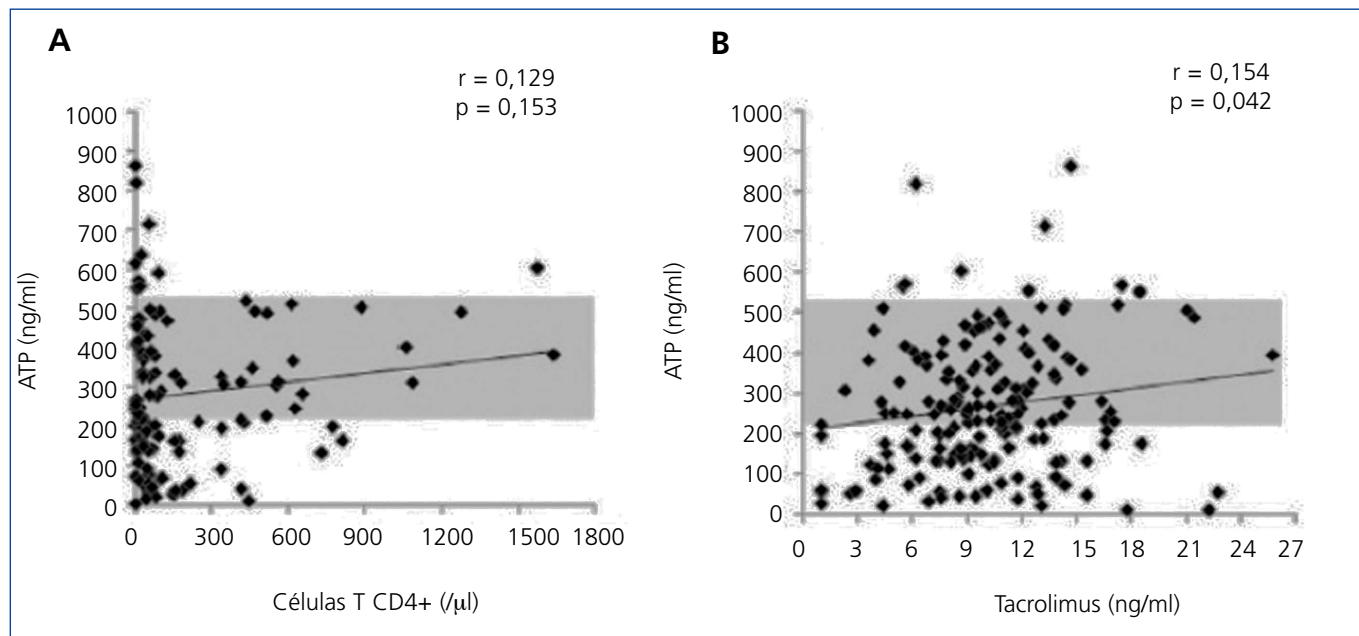 A
r = 0,129
p = 0,153
1000
900
800
700
600
500
400
300
200
100
0
ATP (ng/ml)
0 300 600 900 1200 1500 1800
Células T CD4+ (/μl)
B
r = 0,154
p = 0,042
1000
900
800
700
600
500
400
300
200
100
0
ATP (ng/ml)
0 3 6 9 12 15 18 21 24 27
Tacrolimus (ng/ml)